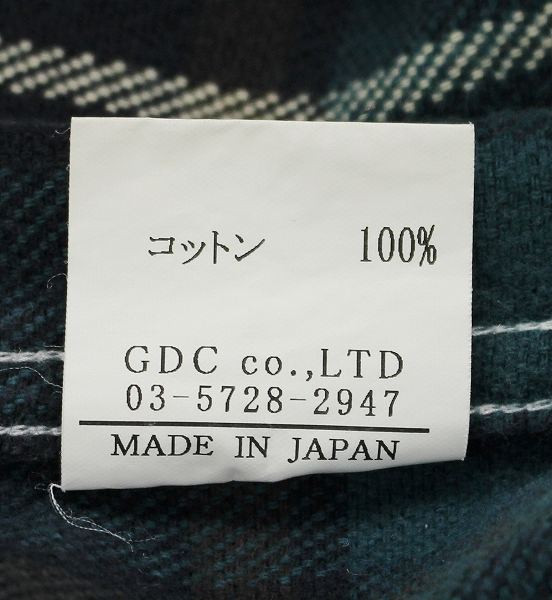 コットン 100%
GDC co.,LTD
03-5728-2947
MADE IN JAPAN